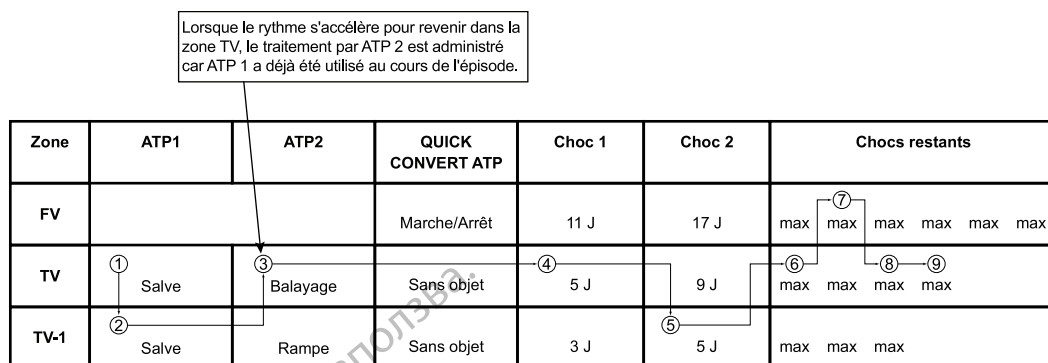 Lorsque le rythme s'accélère pour revenir dans la
zone TV, le traitement par ATP 2 est administré
car ATP 1 a déjà été utilisé au cours de l'épisode.
Zone ATP1 ATP2 QUICK CONVERT ATP Choc 1 Choc 2 Chocs restants
7
FV Marche/Arrêt 11 J 17 J max max max max max max
1 3 4 6 8 9
TV Salve Balayage Sans objet 5 J 9 J max max max max
2 5
TV-1 Salve Rampe Sans objet 3 J 5 J max max max